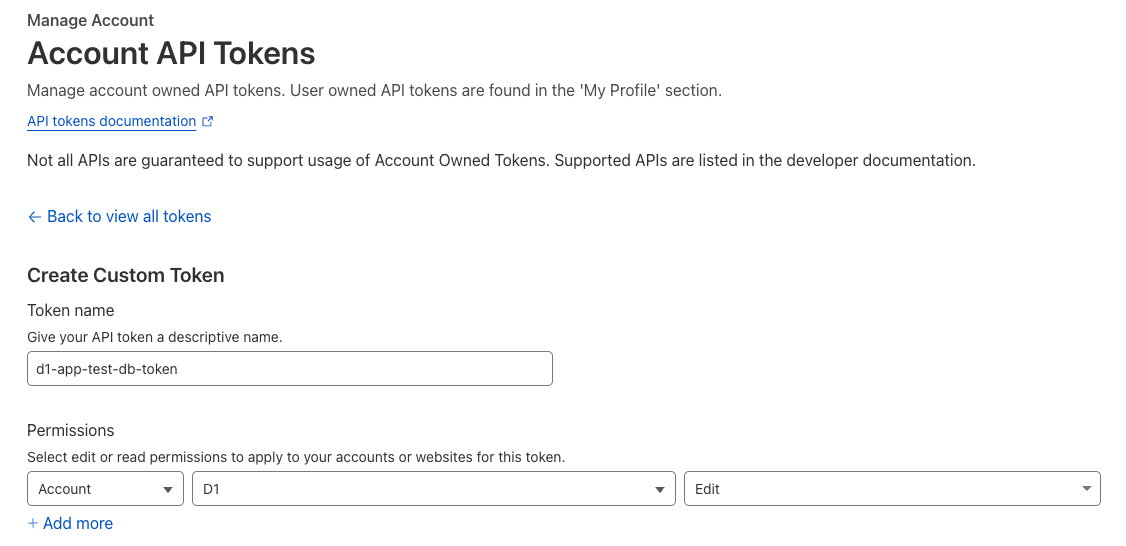 Manage Account
Account API Tokens
Manage account owned API tokens. User owned API tokens are found in the 'My Profile' section.
API tokens documentation
Not all APIs are guaranteed to support usage of Account Owned Tokens. Supported APIs are listed in the developer documentation.
← Back to view all tokens
Create Custom Token
Token name
Give your API token a descriptive name.
d1-app-test-db-token
Permissions
Select edit or read permissions to apply to your accounts or websites for this token.
Account D1 Edit
+ Add more